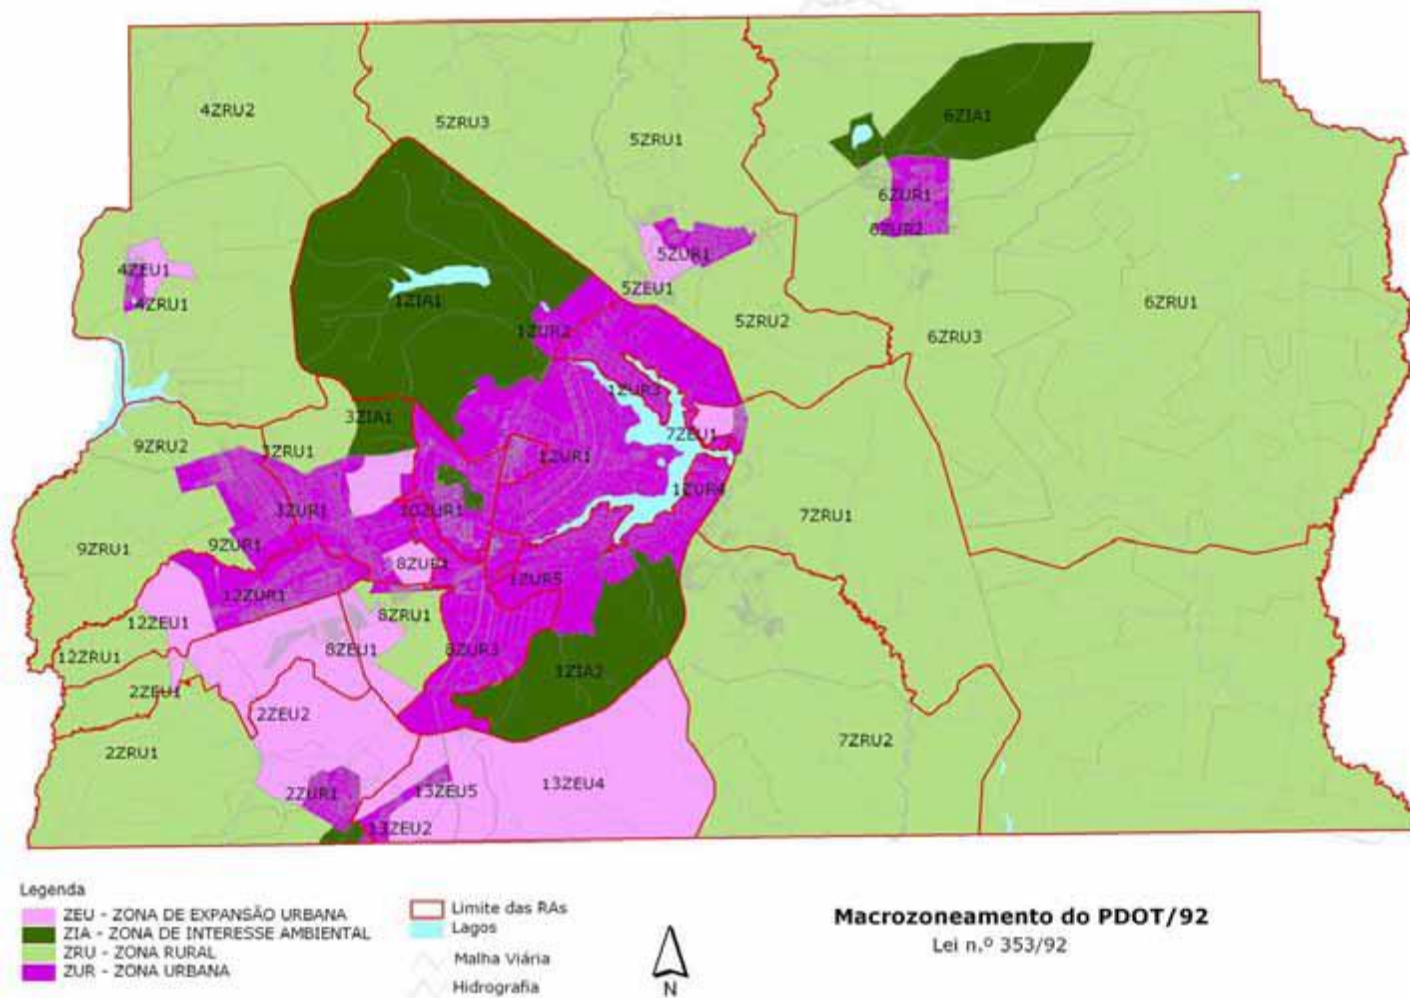 4ZRU2
5ZRU3
5ZRU1
6ZIA1
6ZUR1
6ZUR2
5ZUR1
4ZEU1
4ZRU1
1ZIA1
5ZEU1
6ZRU1
1ZUR2
5ZRU2
6ZRU3
1ZUR3
3ZIA1
7ZEU1
9ZRU2
3ZRU1
1ZUR1
1ZUR4
3ZUR1
10ZUR1
7ZRU1
9ZRU1
9ZUR1
1ZUR5
12ZUR1
8ZRU1
12ZEU1
8ZEU1
8ZUR3
12ZRU1
1ZIA2
2ZEU1
2ZEU2
7ZRU2
2ZRU1
13ZEU4
2ZUR1
13ZEU5
13ZEU2
Legenda
ZEU - ZONA DE EXPANSÃO URBANA
ZIA - ZONA DE INTERESSE AMBIENTAL
ZRU - ZONA RURAL
ZUR - ZONA URBANA
Limite das RAs
Lagos
Malha Viária
Hidrografia
N
Macrozoneamento do PDOT/92
Lei n.º 353/92